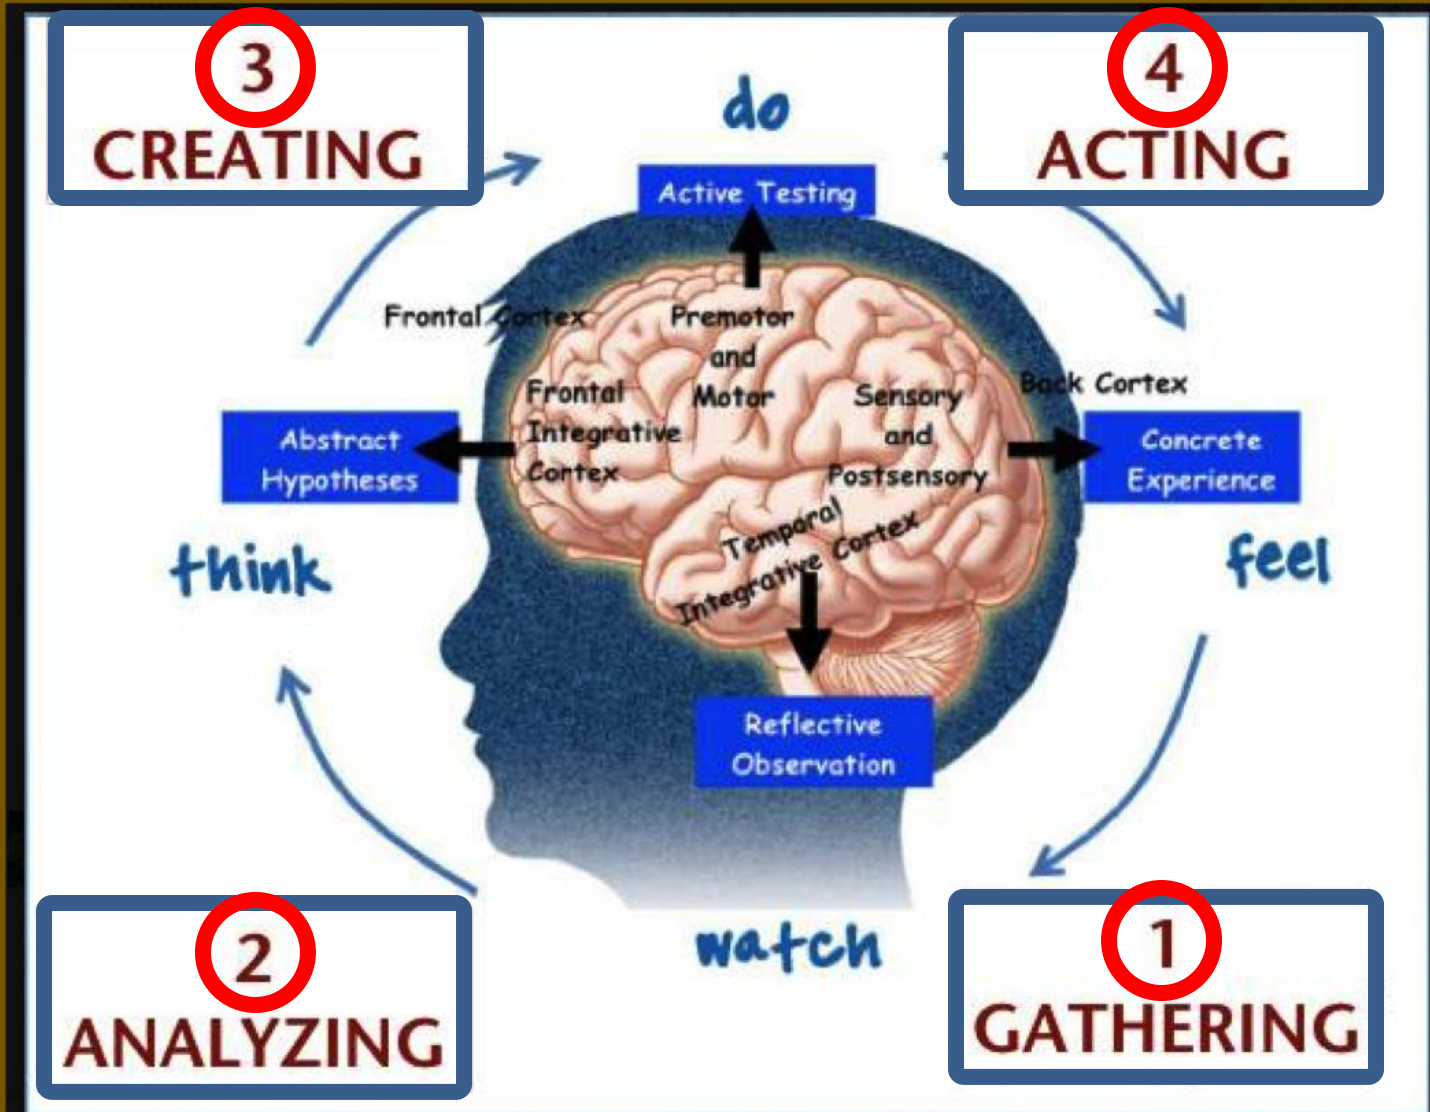 3
CREATING
4
ACTING
do
Active Testing
Frontal Cortex
Premotor
and
Motor
Back Cortex
Frontal
Integrative
Cortex
Sensory
and
Postsensory
Abstract
Hypotheses
Concrete
Experience
Temporal
Integrative Cortex
think
feel
Reflective
Observation
watch
2
ANALYZING
1
GATHERING